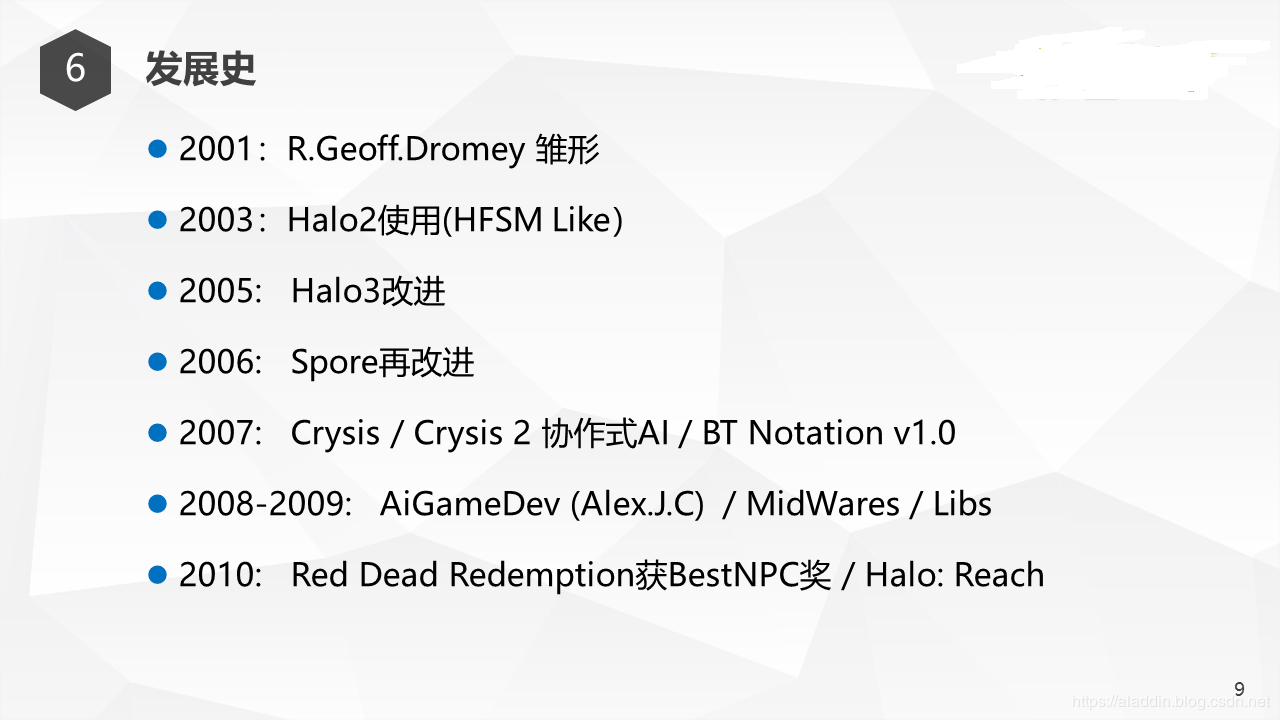 6
发展史
2001：R.Geoff.Dromey 雏形
2003：Halo2使用(HFSM Like）
2005: Halo3改进
2006: Spore再改进
2007: Crysis / Crysis 2 协作式AI / BT Notation v1.0
2008-2009: AiGameDev (Alex.J.C) / MidWares / Libs
2010: Red Dead Redemption获BestNPC奖 / Halo: Reach
9
https://aladdin.blog.csdn.net